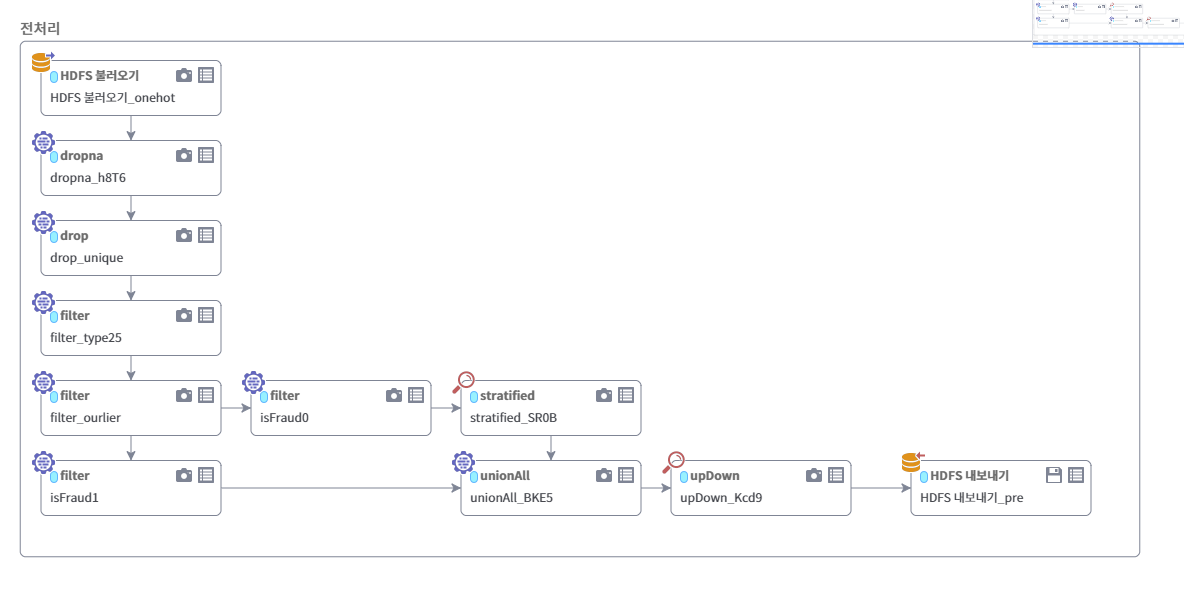 전처리
HDFS 불러오기
HDFS 불러오기_onehot
dropna
dropna_h8T6
drop
drop_unique
filter
filter_type25
filter
filter_ourlier
filter
isFraud0
stratified
stratified_SR0B
filter
isFraud1
unionAll
unionAll_BKE5
upDown
upDown_Kcd9
HDFS 내보내기
HDFS 내보내기_pre